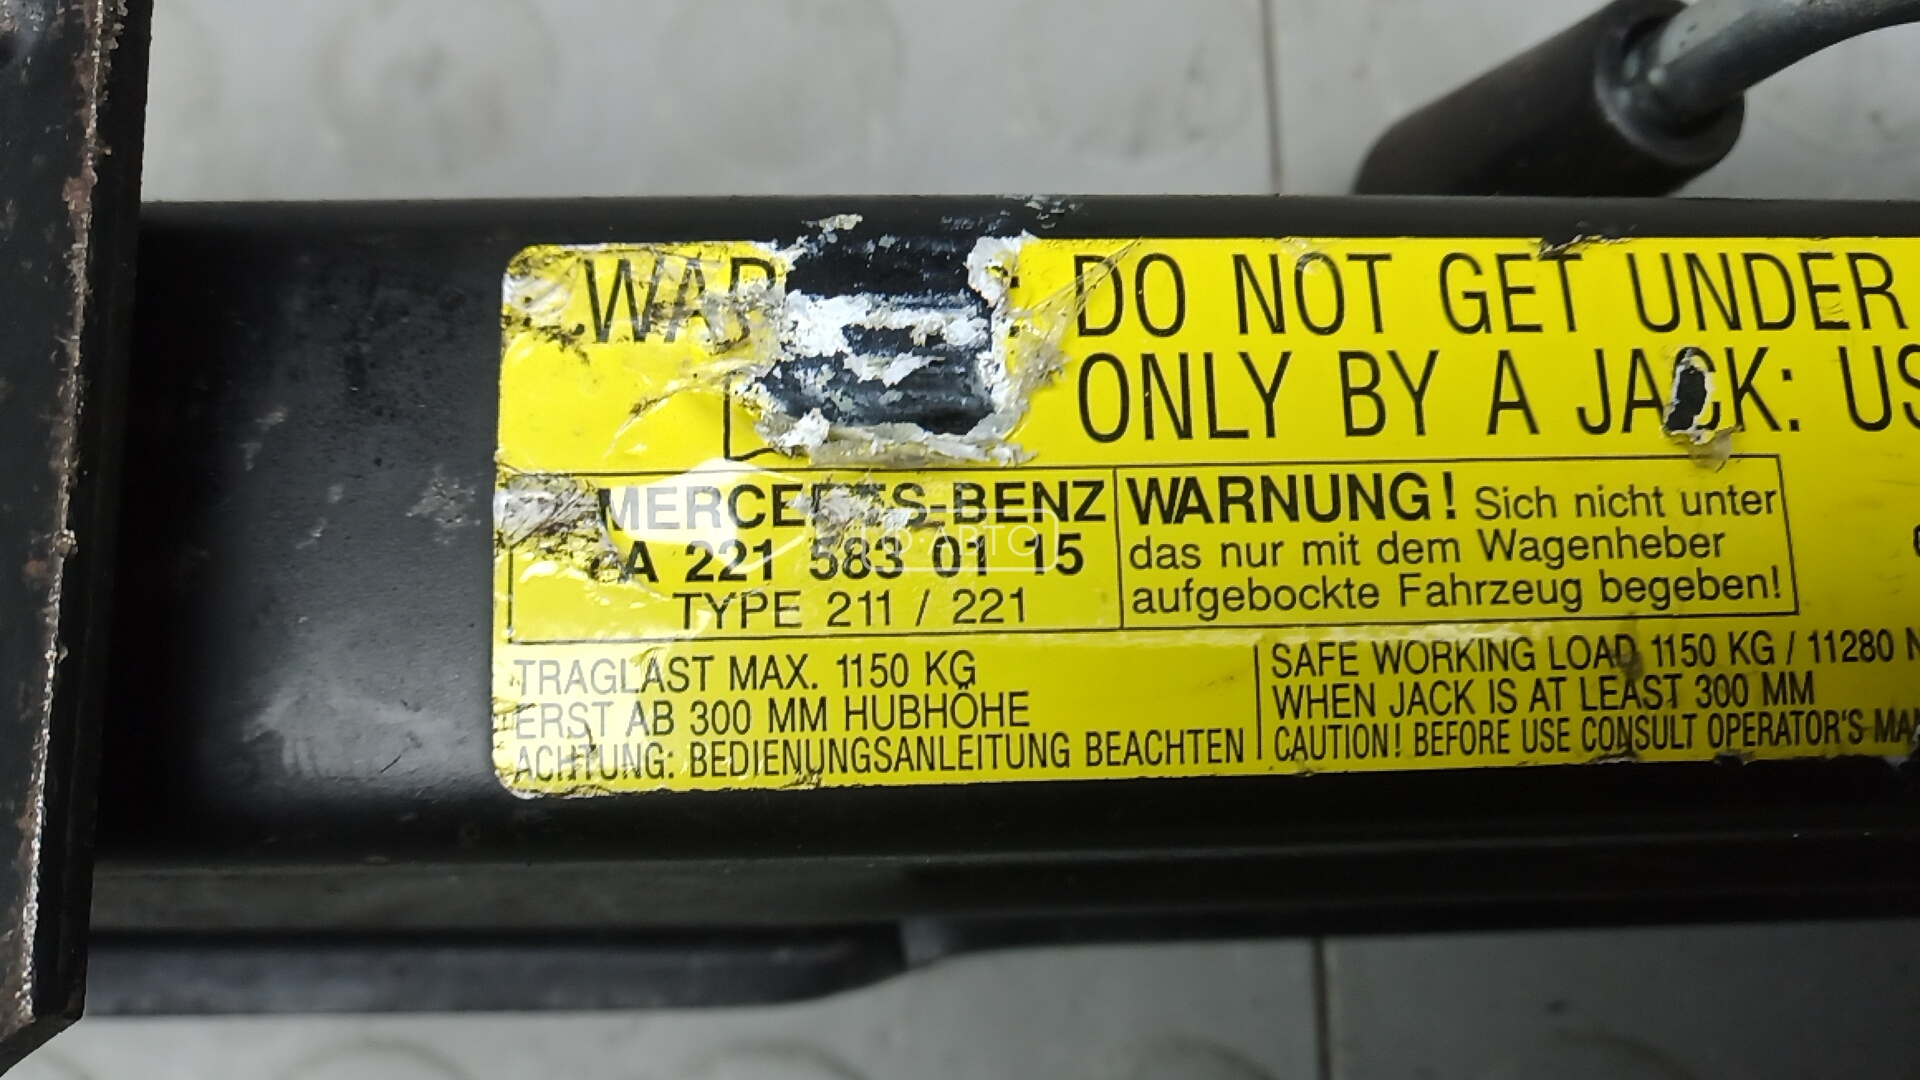 DO NOT GET UNDER
ONLY BY A JACK:
MERCEDES-BENZ
A 221 583 01 15
TYPE 211 / 221
WARNUNG! Sich nicht unter
das nur mit dem Wagenheber
aufgebockte Fahrzeug begeben!
TRAGLAST MAX. 1150 KG
ERST AB 300 MM HUBHÖHE
ACHTUNG: BEDIENUNGSANLEITUNG BEACHTEN
SAFE WORKING LOAD 1150 KG / 11280 N
WHEN JACK IS AT LEAST 300 MM
CAUTION! BEFORE USE CONSULT OPERATOR'S